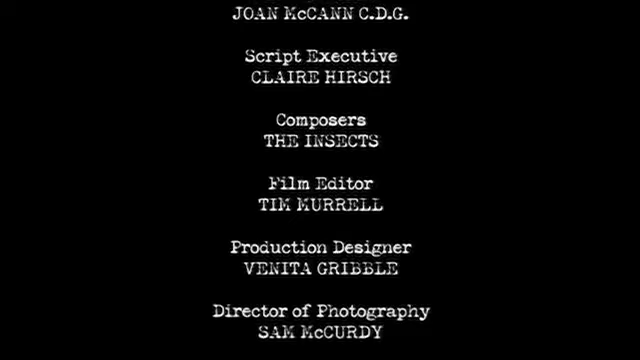 JOAN McCANN C.D.G.
Script Executive
CLAIRE HIRSCH
Composers
THE INSECTS
Film Editor
TIM MURRELL
Production Designer
VENITA GRIBBLE
Director of Photography
SAM McCURDY